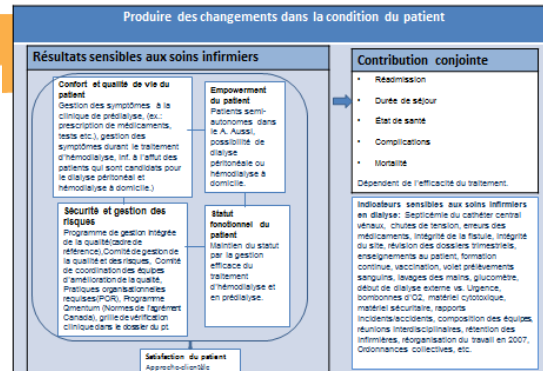 Produire des changements dans la condition du patient
Résultats sensibles aux soins infirmiers
Confort et qualité de vie du
patient
Gestion des symptômes à la
clinique de prédialyse, (ex.:
prescription de médicaments,
tests etc.), gestion des
symptômes durant le traitement
d'hémodialyse, inf. à l'affut des
patients qui sont candidats pour
le dialyse péritonéal et
hémodialyse à domicile.)
Empowerment
du patient
Patients semi-
autonomes dans
le A. Aussi,
possibilité de
dialyse
péritonéale ou
hémodialyse à
domicile.
Sécurité et gestion des
risques
Programme de gestion intégrée
de la qualité(cadre de
référence),Comité de gestion de
la qualité et des risques, Comité
de coordination des équipes
d'amélioration de la qualité,
Pratiques organisationnelles
requises(POR), Programme
Qmentum (Normes de l'agrément
Canada), grille de vérification
clinique dans le dossier du pt.
Statut
fonctionnel du
patient
Maintien du statut
par la gestion
efficace du
traitement
d'hémodialyse et
en prédialyse.
Satisfaction du patient
Approche-clientèle
Contribution conjointe
• Réadmission
• Durée de séjour
• État de santé
• Complications
• Mortalité
Dépendent de l'efficacité du traitement.
Indicateurs sensibles aux soins infirmiers
en dialyse: Septicémie du cathéter central
vénaux, chutes de tension, erreurs des
médicaments, intégrité de la fistule, intégrité
du site, révision des dossiers trimestriels,
enseignements au patient, formation
continue, vaccination, volet prélèvements
sanguins, lavages des mains, glucomètre,
début de dialyse externe vs. Urgence,
bombonnes d'O2, matériel cytotoxique,
matériel sécuritaire, rapports
incidents/accidents, composition des équipes,
réunions interdisciplinaires, rétention des
infirmières, réorganisation du travail en 2007,
Ordonnances collectives, etc.